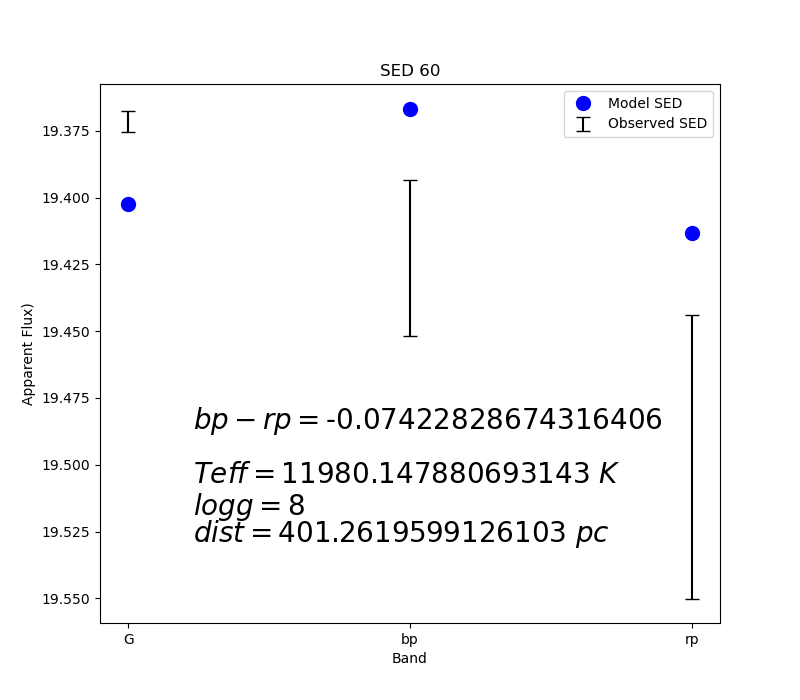 SED 60
Model SED
Observed SED
19.375
19.400
19.425
19.450
19.475
19.500
19.525
19.550
Apparent Flux)
bp − rp = -0.07422828674316406
Teff = 11980.147880693143 K
logg = 8
dist = 401.2619599126103 pc
G
bp
rp
Band